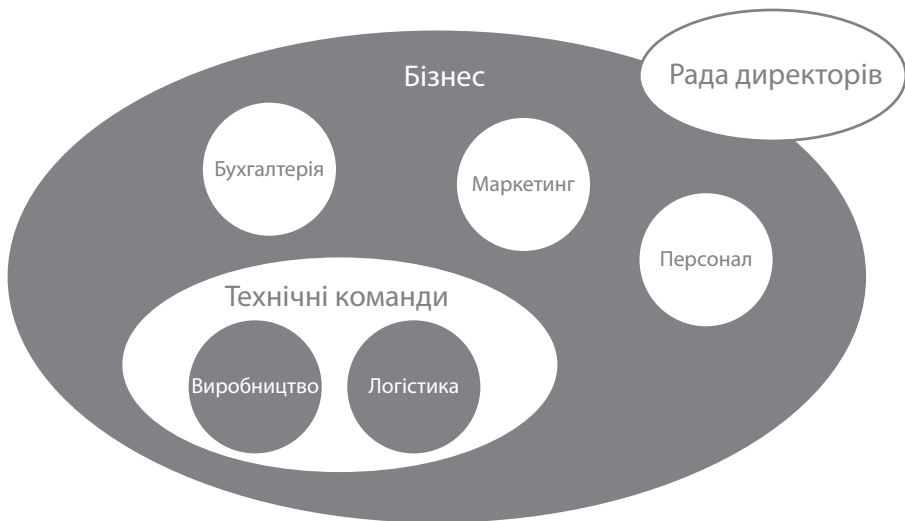 Бізнес
Рада директорів
Бухгалтерія
Маркетинг
Персонал
Технічні команди
Виробництво
Логістика